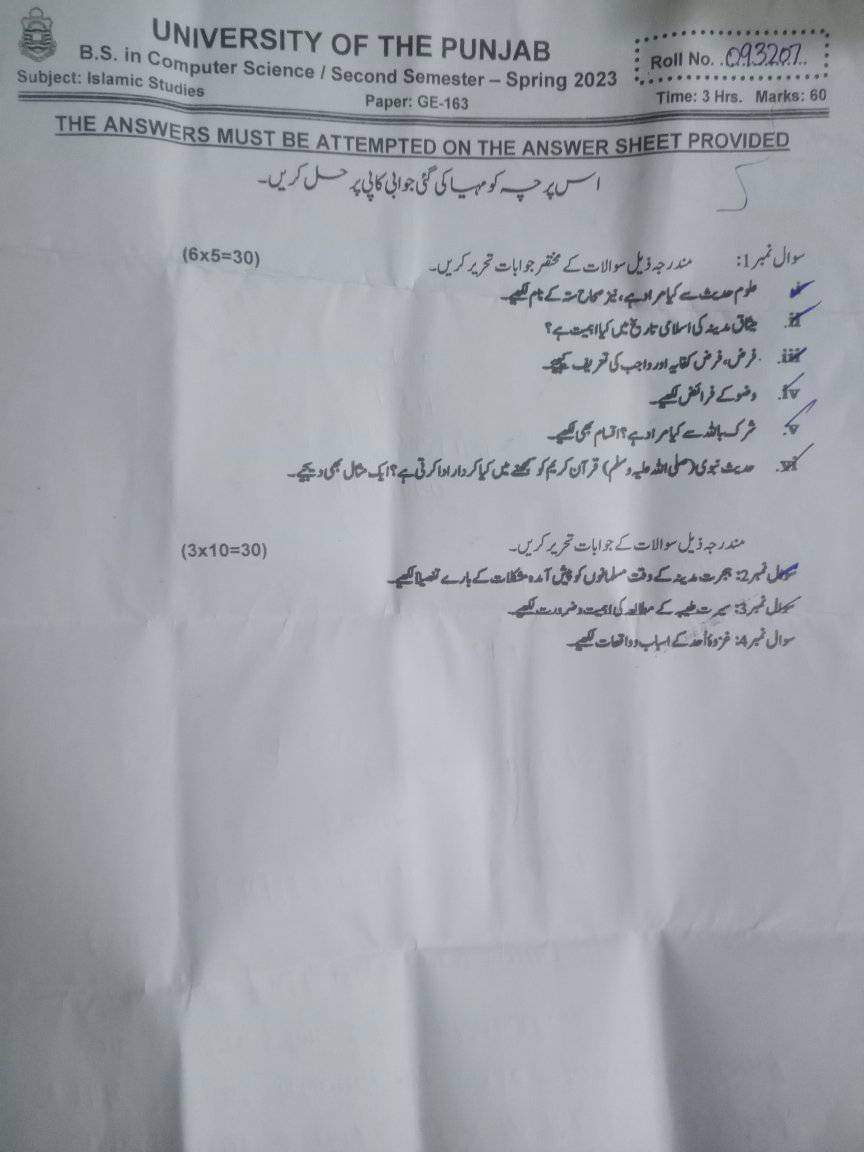 UNIVERSITY OF THE PUNJAB
B.S. in Computer Science / Second Semester – Spring 2023
Subject: Islamic Studies
Paper: GE-163
Roll No. 093207
Time: 3 Hrs. Marks: 60
THE ANSWERS MUST BE ATTEMPTED ON THE ANSWER SHEET PROVIDED
اس پرچہ کو مہیا کی گئی جوابی کاپی پر حل کریں۔
سوال نمبر 1: مندرجہ ذیل سوالات کے مختصر جوابات تحریر کریں۔ (6x5=30)
علوم حدیث سے کیا مراد ہے، نیز صحاح ستہ کے نام لکھیے۔
ii. میثاق مدینہ کی اسلامی تاریخ میں کیا اہمیت ہے؟
iii. فرض، فرض کفایہ اور واجب کی تعریف کیجیے۔
iv. وضو کے فرائض لکھیے۔
v. شرک باللہ سے کیا مراد ہے؟ اقسام بھی لکھیے۔
vi. حدیث نبوی (صلی اللہ علیہ وسلم) قرآن کریم کو سمجھنے میں کیا کردار ادا کرتی ہے؟ ایک مثال بھی دیجیے۔
مندرجہ ذیل سوالات کے جوابات تحریر کریں۔ (3x10=30)
سوال نمبر 2: ہجرت مدینہ کے وقت مسلمانوں کو پیش آمدہ مشکلات کے بارے تفصیلاً لکھیے۔
سوال نمبر 3: سیرت طیبہ کے مطالعہ کی اہمیت و ضرورت لکھیے۔
سوال نمبر 4: غزوۂ اُحد کے اسباب و واقعات لکھیے۔